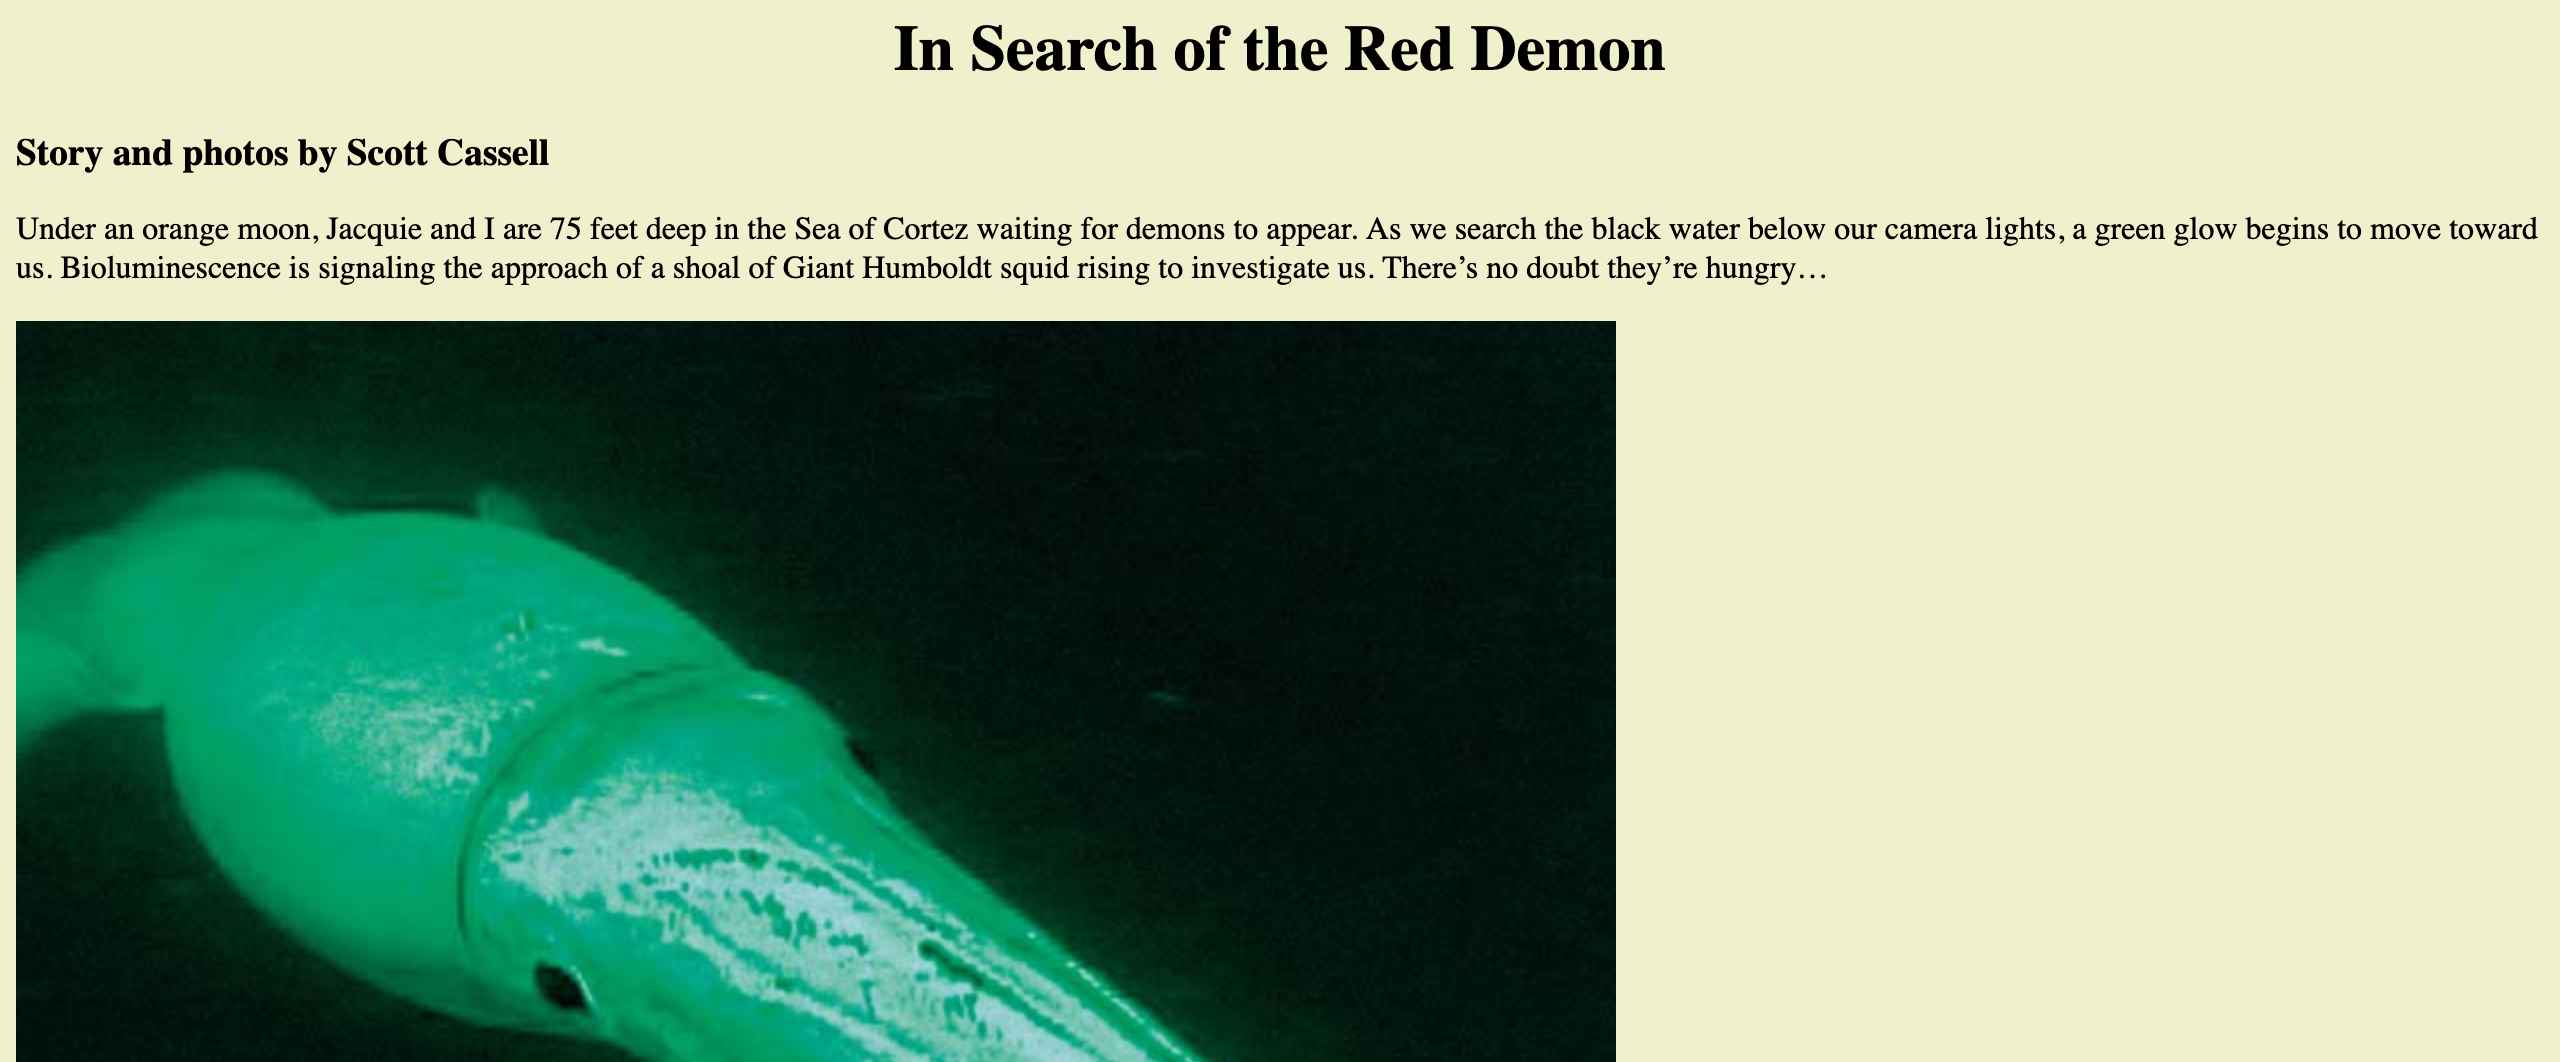 In Search of the Red Demon
Story and photos by Scott Cassell
Under an orange moon, Jacquie and I are 75 feet deep in the Sea of Cortez waiting for demons to appear. As we search the black water below our camera lights, a green glow begins to move toward
us. Bioluminescence is signaling the approach of a shoal of Giant Humboldt squid rising to investigate us. There’s no doubt they’re hungry…